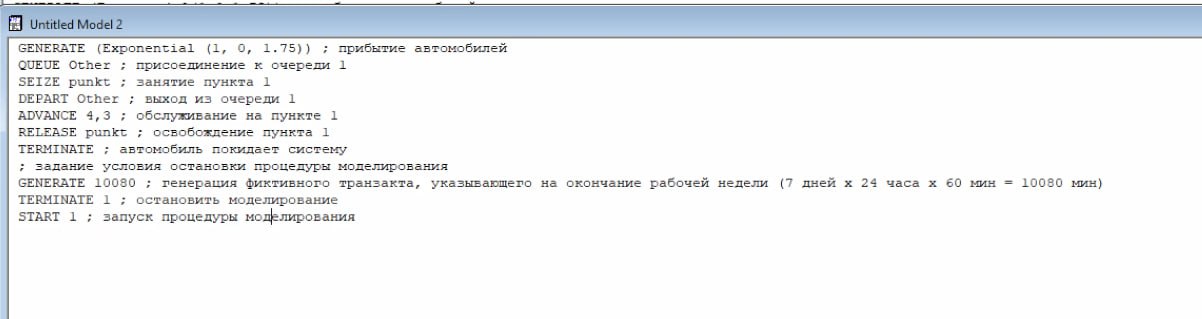 Untitled Model 2
GENERATE (Exponential (1, 0, 1.75)) ; прибытие автомобилей
QUEUE Other ; присоединение к очереди 1
SEIZE punkt ; занятие пункта 1
DEPART Other ; выход из очереди 1
ADVANCE 4,3 ; обслуживание на пункте 1
RELEASE punkt ; освобождение пункта 1
TERMINATE ; автомобиль покидает систему
; задание условия остановки процедуры моделирования
GENERATE 10080 ; генерация фиктивного транзакта, указывающего на окончание рабочей недели (7 дней х 24 часа х 60 мин = 10080 мин)
TERMINATE 1 ; остановить моделирование
START 1 ; запуск процедуры моделирования